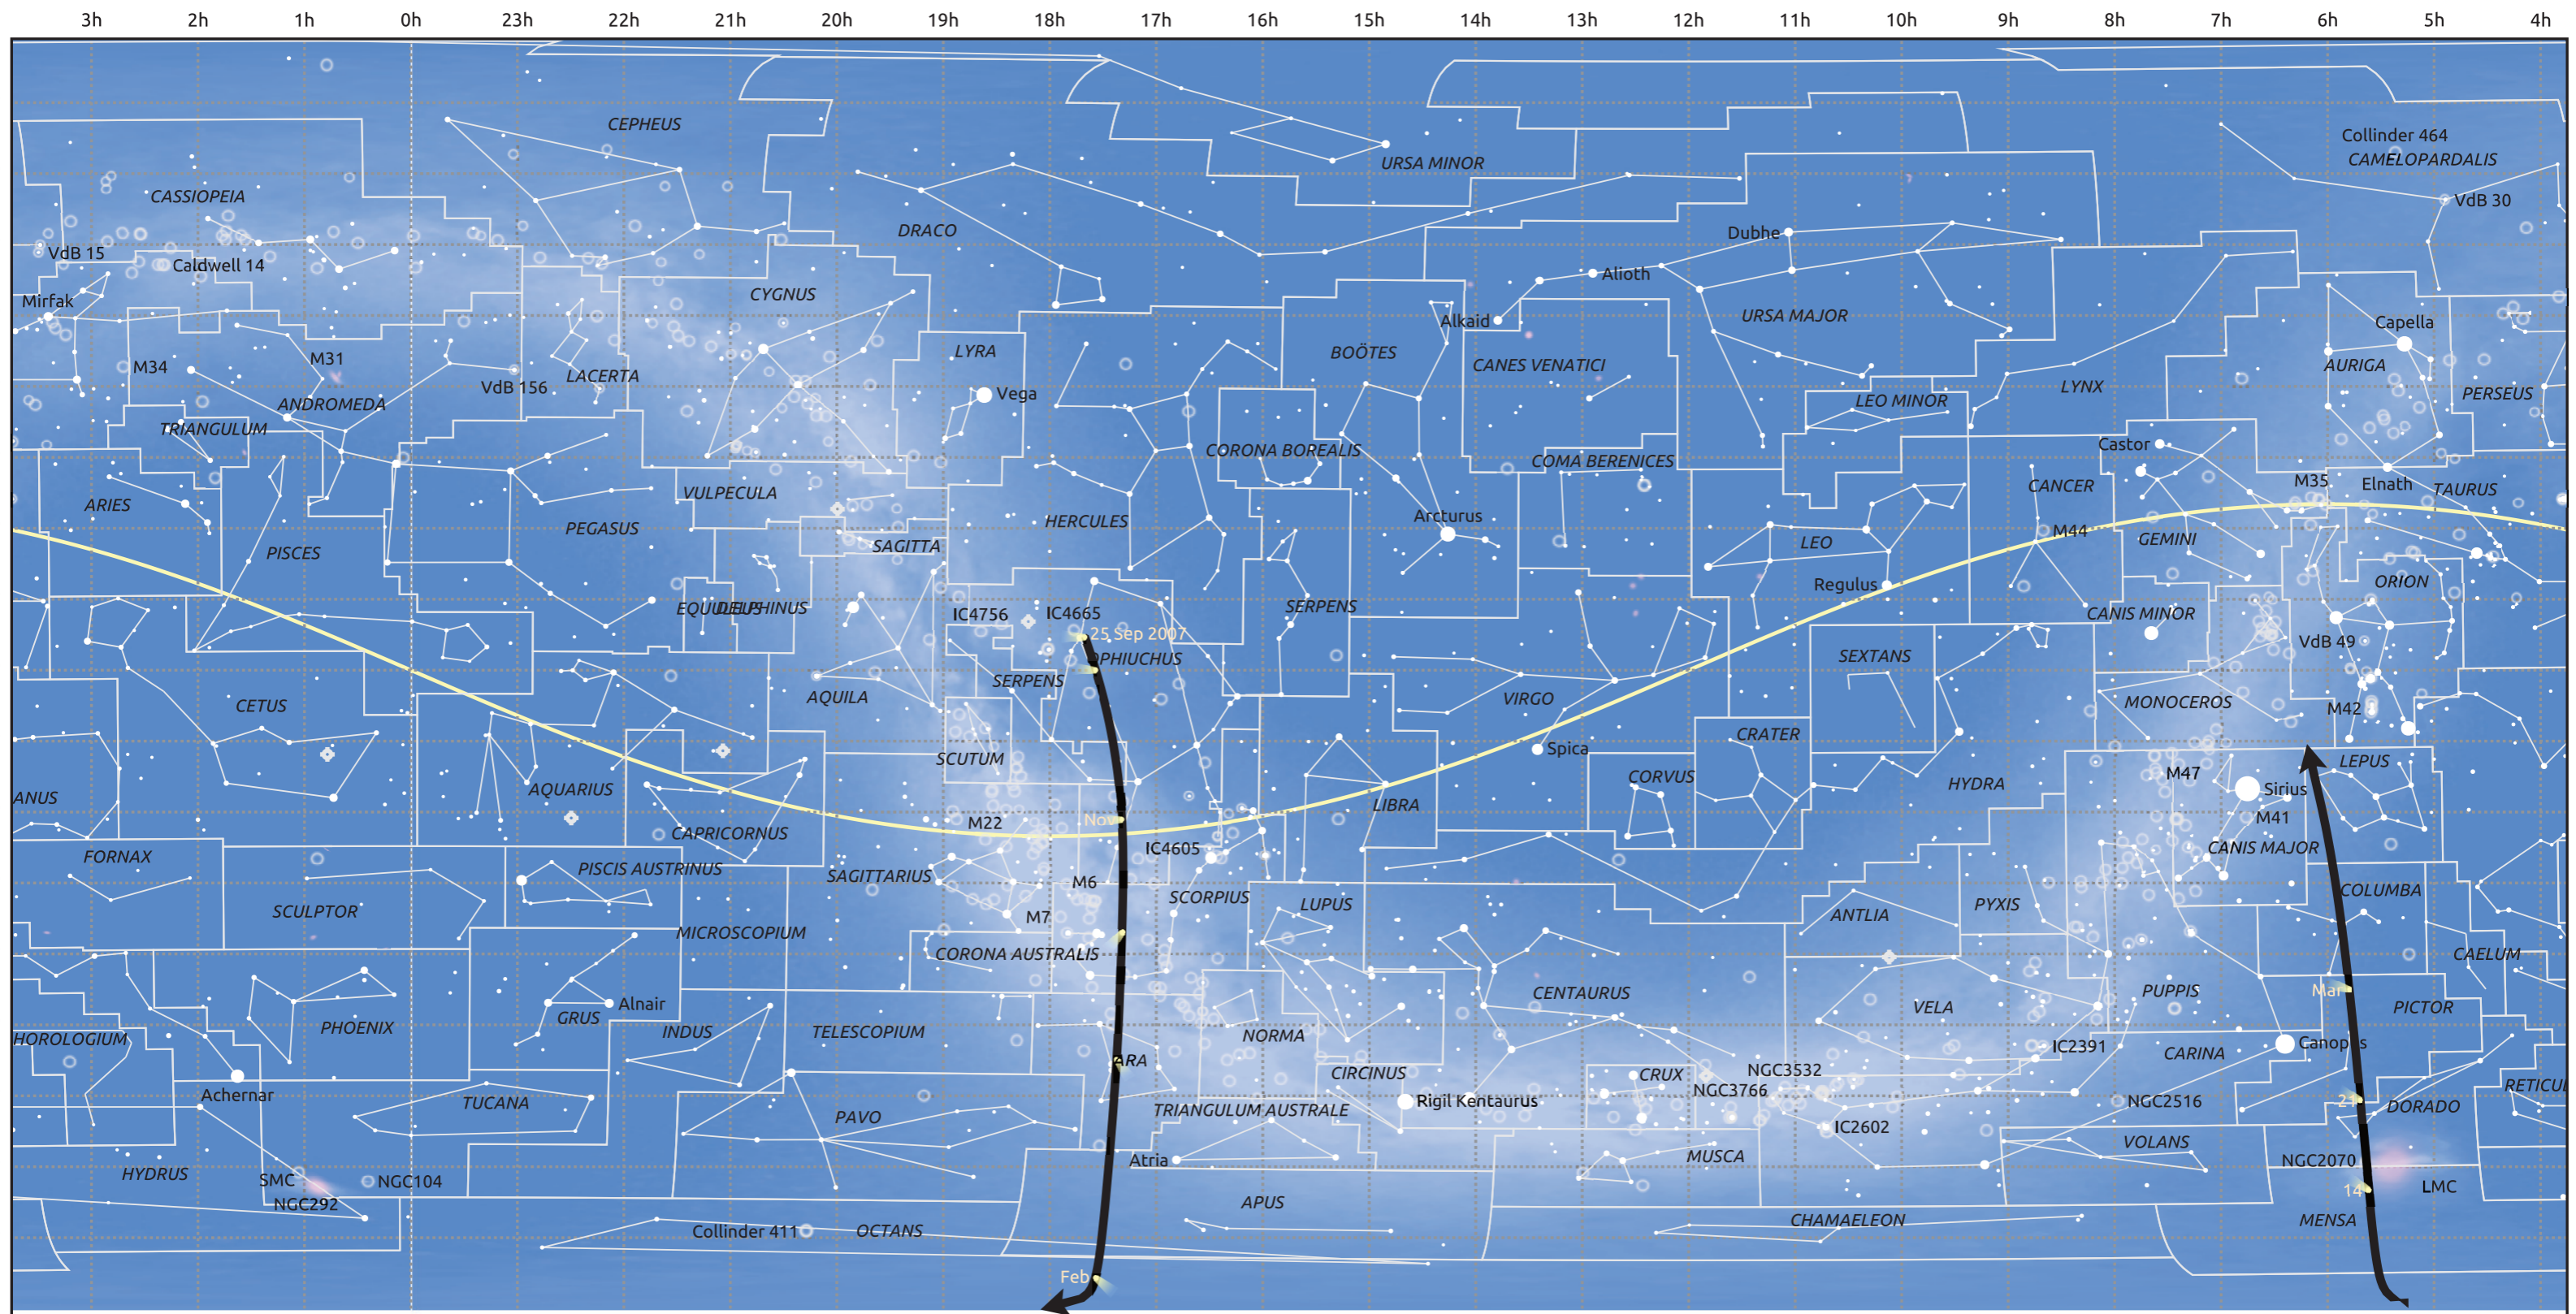 3h 2h 1h 0h 23h 22h 21h 20h 19h 18h 17h 16h 15h 14h 13h 12h 11h 10h 9h 8h 7h 6h 5h 4h
CEPHEUS
URSA MINOR
Collinder 464
CAMELOPARDALIS
CASSIOPEIA
VdB 30
DRACO
Dubhe
VdB 15
Caldwell 14
Alioth
CYGNUS
Mirfak
Alkaid
URSA MAJOR
Capella
LYRA
BOÖTES
M31
M34
CANES VENATICI
AURIGA
LACERTA
VdB 156
LYNX
Vega
PERSEUS
ANDROMEDA
LEO MINOR
TRIANGULUM
Castor
CORONA BOREALIS
COMA BERENICES
M35
Elnath
CANCER
TAURUS
VULPECULA
ARIES
Arcturus
HERCULES
PEGASUS
M44
SAGITTA
LEO
GEMINI
PISCES
Regulus
ORION
EQUULEUS
DELPHINUS
SERPENS
IC4756
IC4665
CANIS MINOR
25 Sep 2007
VdB 49
OPHIUCHUS
SEXTANS
SERPENS
AQUILA
VIRGO
MONOCEROS
CETUS
M42
CRATER
Spica
SCUTUM
LEPUS
CORVUS
M47
HYDRA
AQUARIUS
Sirius
ANUS
LIBRA
M22
Nov
M41
CAPRICORNUS
IC4605
CANIS MAJOR
FORNAX
PISCIS AUSTRINUS
SAGITTARIUS
M6
COLUMBA
SCORPIUS
LUPUS
PYXIS
SCULPTOR
M7
ANTLIA
MICROSCOPIUM
CORONA AUSTRALIS
CAELUM
Mar
PUPPIS
CENTAURUS
Alnair
VELA
PICTOR
GRUS
PHOENIX
INDUS
TELESCOPIUM
NORMA
HOROLOGIUM
Canopus
IC2391
CARINA
ARA
NGC3532
CIRCINUS
CRUX
RETICUL
NGC3766
Achernar
TUCANA
Rigil Kentaurus
NGC2516
21
DORADO
TRIANGULUM AUSTRALE
PAVO
IC2602
VOLANS
MUSCA
Atria
NGC2070
HYDRUS
SMC
NGC104
LMC
14
NGC292
APUS
CHAMAELEON
MENSA
Collinder 411
OCTANS
Feb